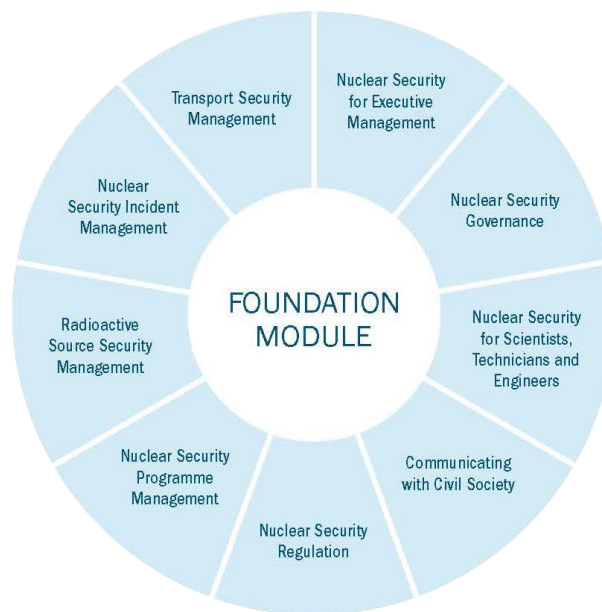 Nuclear Security
for Executive
Management
Nuclear Security
Governance
Nuclear Security
for Scientists,
Technicians and
Engineers
Communicating
with Civil Society
Nuclear Security
Regulation
Nuclear Security
Programme
Management
Radioactive
Source Security
Management
Nuclear
Security Incident
Management
Transport Security
Management
FOUNDATION
MODULE